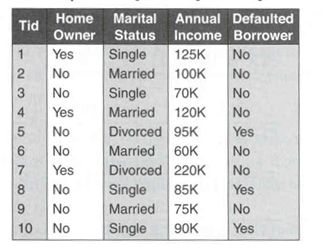 Tid Home Owner Marital Status Annual Income Defaulted Borrower
1 Yes Single 125K No
2 No Married 100K No
3 No Single 70K No
4 Yes Married 120K No
5 No Divorced 95K Yes
6 No Married 60K No
7 Yes Divorced 220K No
8 No Single 85K Yes
9 No Married 75K No
10 No Single 90K Yes